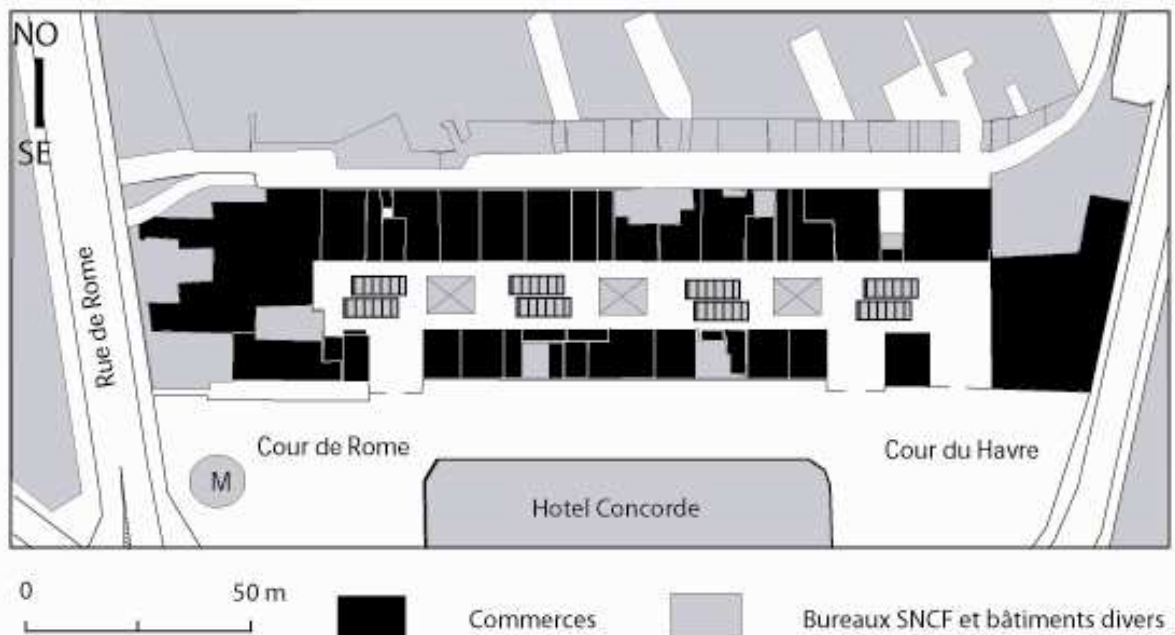 NO
SE
Rue de Rome
Cour de Rome
Cour du Havre
M
Hotel Concorde
0 50 m
Commerces
Bureaux SNCF et bâtiments divers